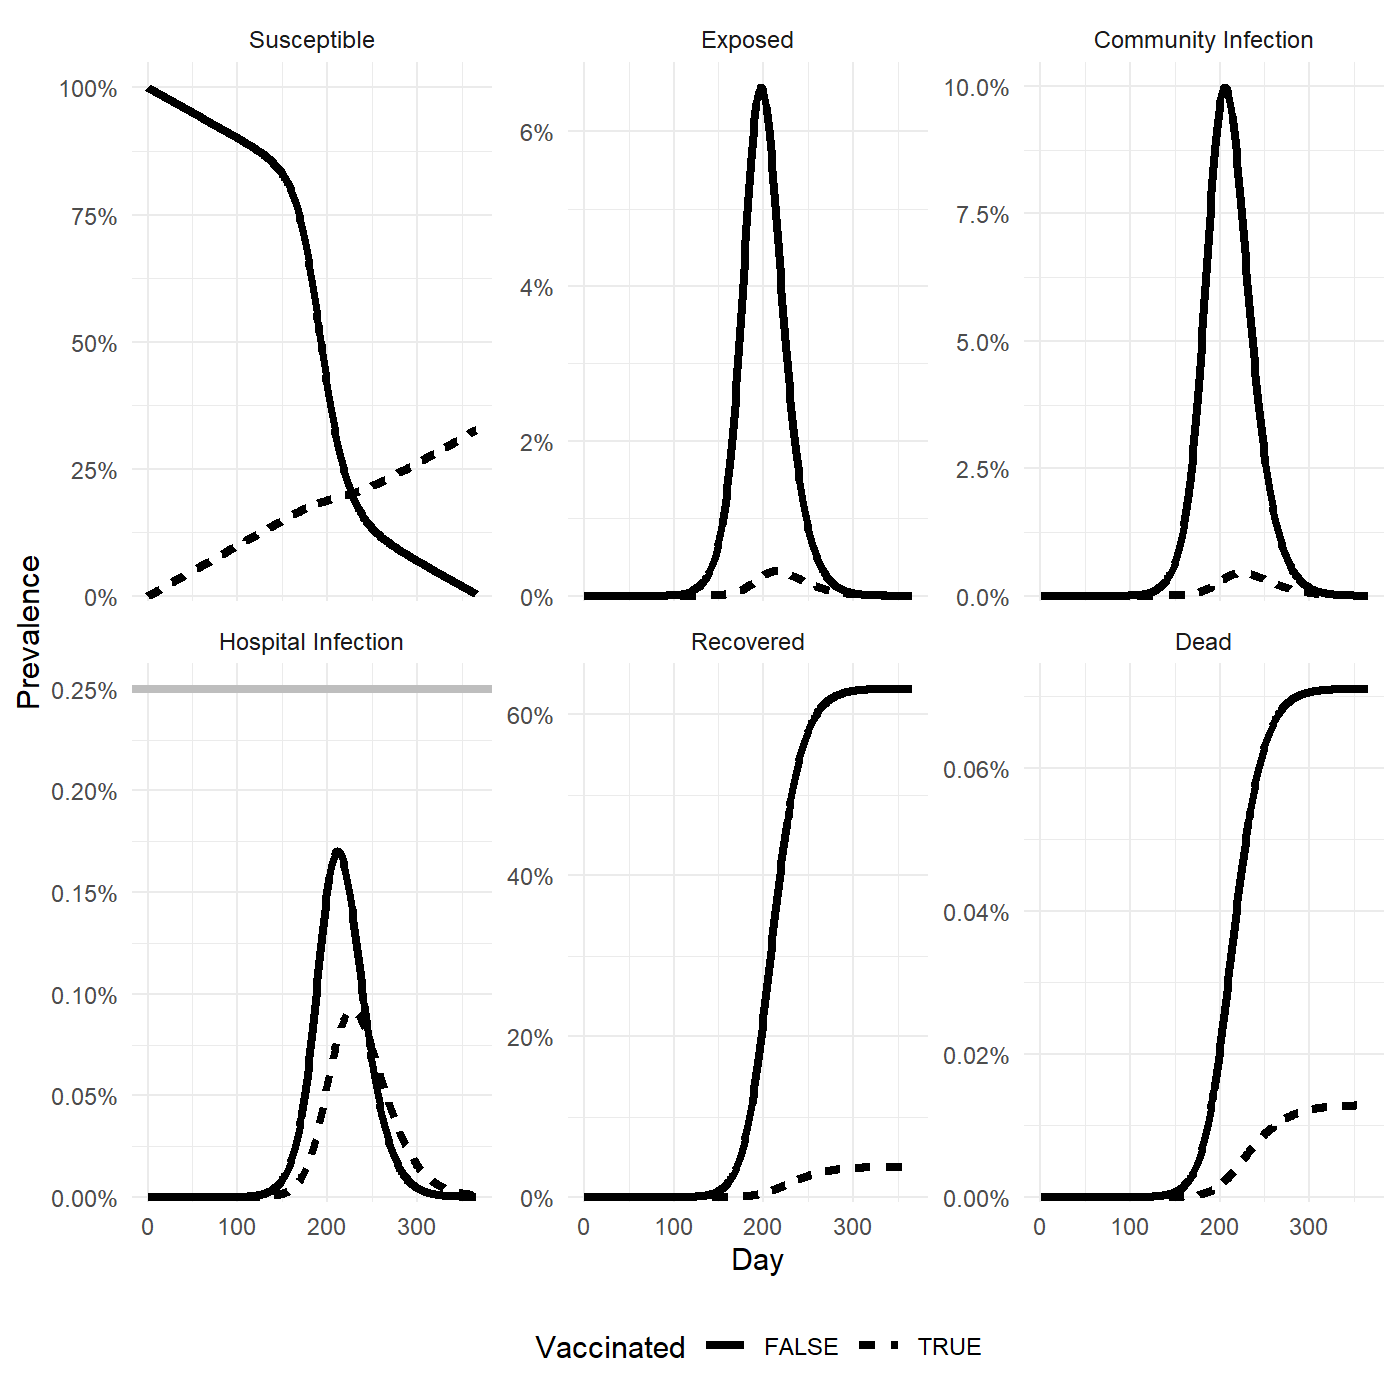 Susceptible
Exposed
Community Infection
100%
75%
50%
25%
0%
6%
4%
2%
0%
10.0%
7.5%
5.0%
2.5%
0.0%
Prevalence
Hospital Infection
Recovered
Dead
0.25%
0.20%
0.15%
0.10%
0.05%
0.00%
60%
40%
20%
0%
0.06%
0.04%
0.02%
0.00%
0 100 200 300
0 100 200 300
0 100 200 300
Day
Vaccinated FALSE TRUE